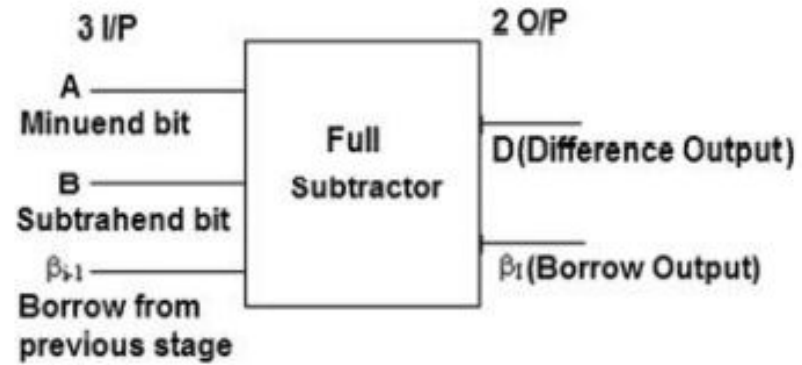 3 I/P
2 O/P
A
Minuend bit
Full
Subtractor
D(Difference Output)
B
Subtrahend bit
βi-1
Borrow from
previous stage
βI(Borrow Output)